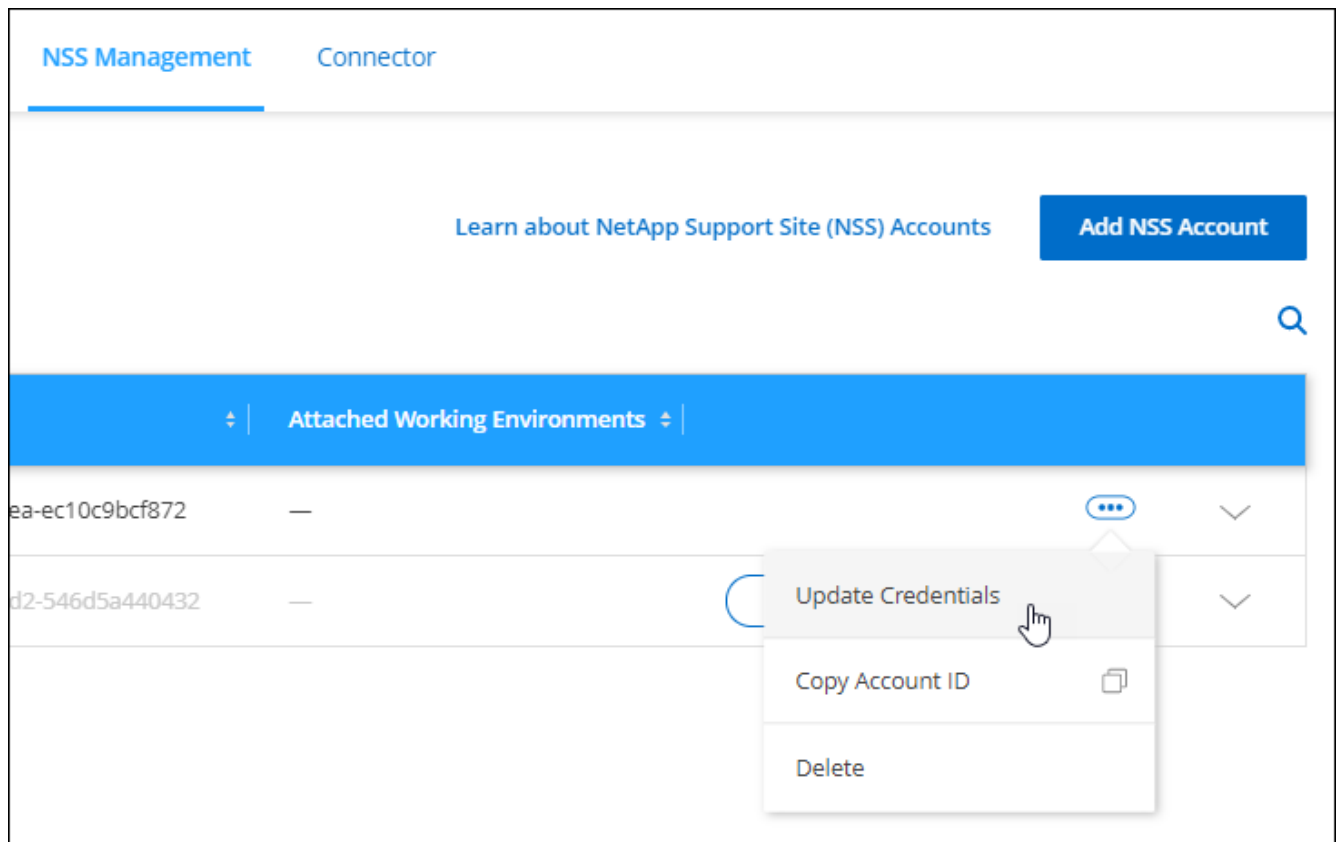 NSS Management Connector
Learn about NetApp Support Site (NSS) Accounts Add NSS Account
Attached Working Environments
ea-ec10c9bcf872 —
d2-546d5a440432 —
Update Credentials
Copy Account ID
Delete